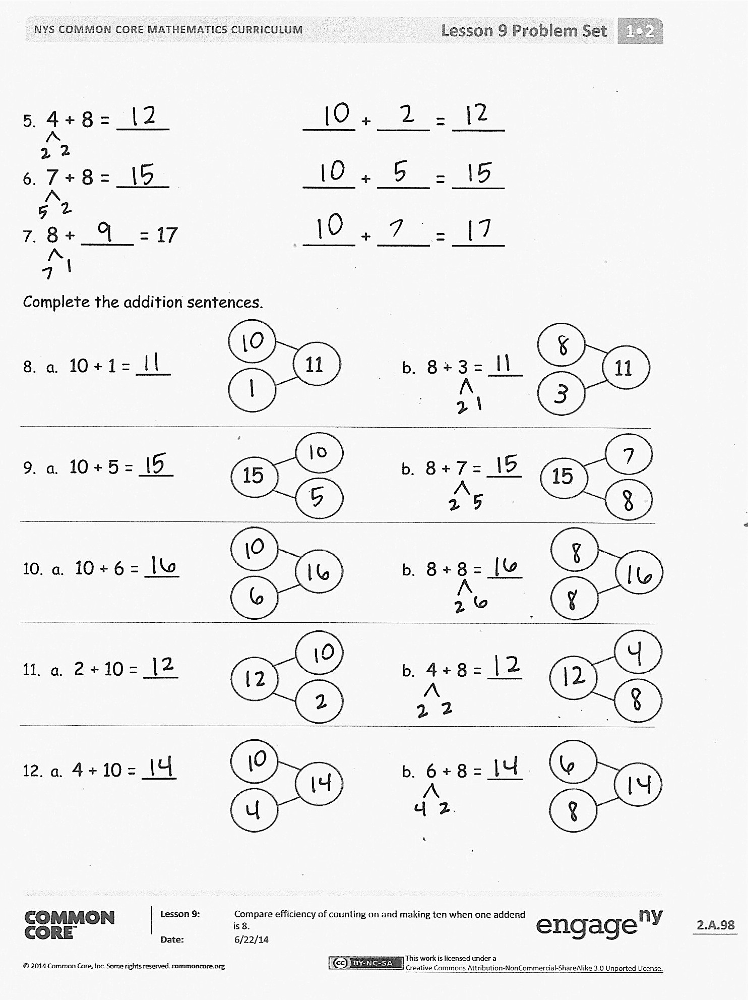 NYS COMMON CORE MATHEMATICS CURRICULUM Lesson 9 Problem Set 1•2
5. 4 + 8 = 12 10 + 2 = 12
2 2
6. 7 + 8 = 15 10 + 5 = 15
5 2
7. 8 + 9 = 17 10 + 7 = 17
7 1
Complete the addition sentences.
8. a. 10 + 1 = 11 10 1 11 b. 8 + 3 = 11 8 3 11
2 1
9. a. 10 + 5 = 15 15 10 5 b. 8 + 7 = 15 15 7 8
2 5
10. a. 10 + 6 = 16 10 6 16 b. 8 + 8 = 16 8 8 16
2 6
11. a. 2 + 10 = 12 12 10 2 b. 4 + 8 = 12 12 4 8
2 2
12. a. 4 + 10 = 14 10 4 14 b. 6 + 8 = 14 6 8 14
4 2
COMMON CORE™
Lesson 9: Compare efficiency of counting on and making ten when one addend
is 8.
Date: 6/22/14
engage ny
2.A.98
© 2014 Common Core, Inc. Some rights reserved. commoncore.org
cc BY-NC-SA
This work is licensed under a
Creative Commons Attribution-NonCommercial-ShareAlike 3.0 Unported License.